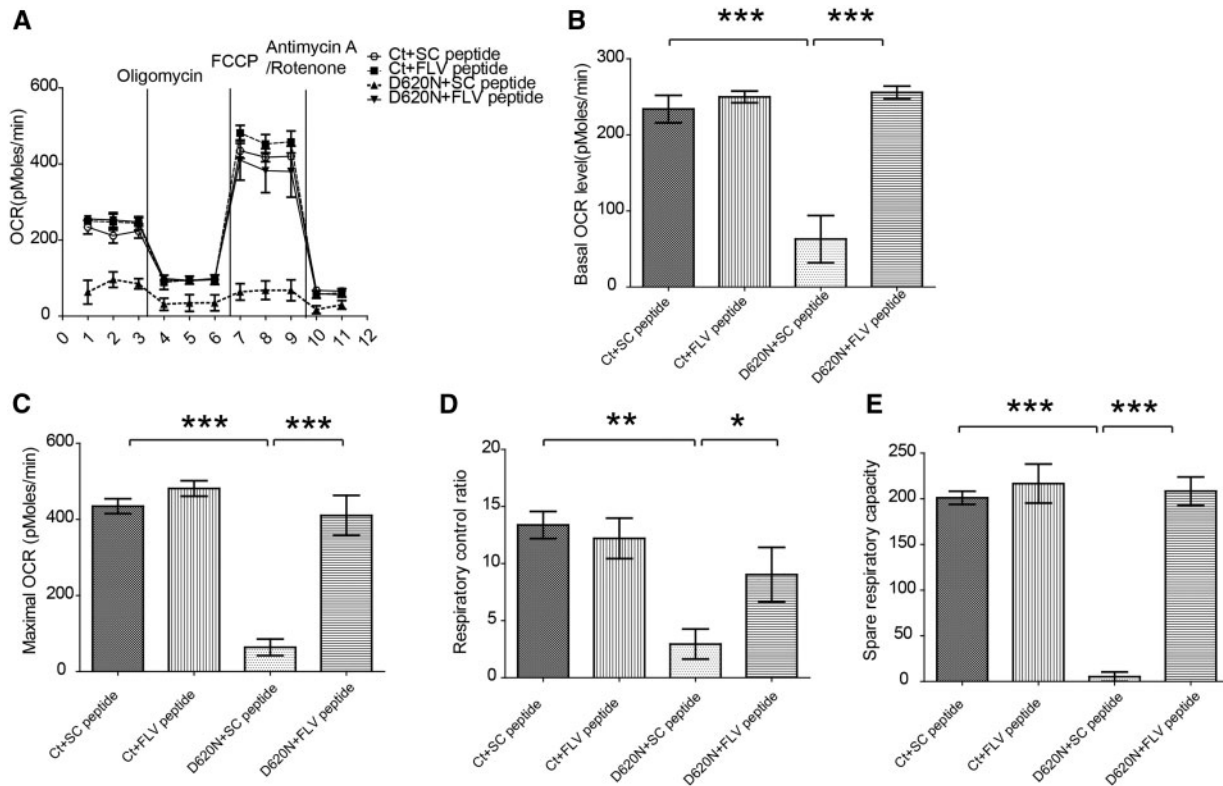 A
Oligomycin
FCCP
Antimycin A
/Rotenone
Ct+SC peptide
Ct+FLV peptide
D620N+SC peptide
D620N+FLV peptide
OCR(pMoles/min)
600
400
200
0
0 1 2 3 4 5 6 7 8 9 10 11 12
B
*** ***
Basal OCR level(pMoles/min)
300
200
100
0
Ct+SC peptide
Ct+FLV peptide
D620N+SC peptide
D620N+FLV peptide
C
*** ***
Maximal OCR (pMoles/min)
600
400
200
0
Ct+SC peptide
Ct+FLV peptide
D620N+SC peptide
D620N+FLV peptide
D
** *
Respiratory control ratio
20
15
10
5
0
Ct+SC peptide
Ct+FLV peptide
D620N+SC peptide
D620N+FLV peptide
E
*** ***
Spare respiratory capacity
250
200
150
100
50
0
Ct+SC peptide
Ct+FLV peptide
D620N+SC peptide
D620N+FLV peptide